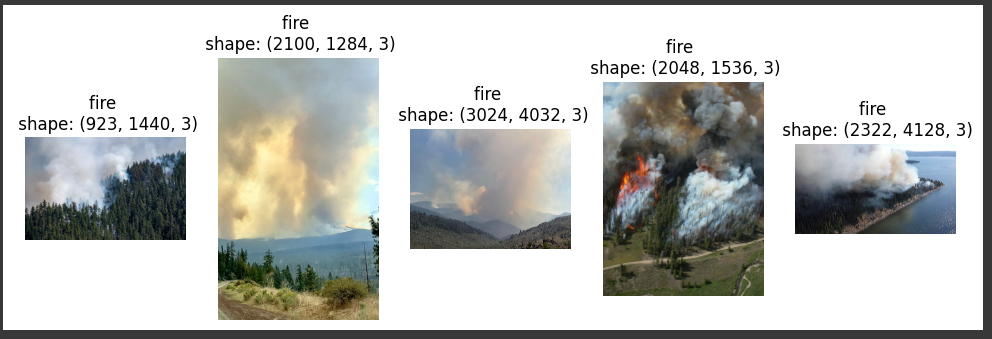 fire
shape: (923, 1440, 3)
fire
shape: (2100, 1284, 3)
fire
shape: (3024, 4032, 3)
fire
shape: (2048, 1536, 3)
fire
shape: (2322, 4128, 3)